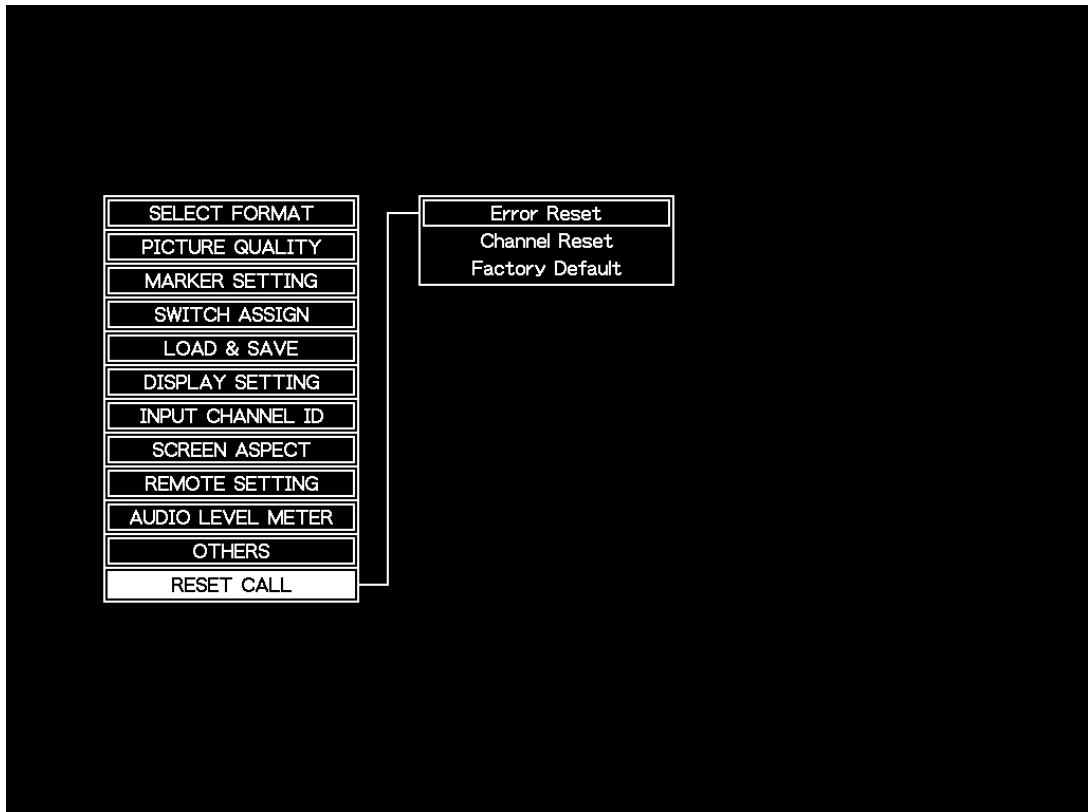 SELECT FORMAT
PICTURE QUALITY
MARKER SETTING
SWITCH ASSIGN
LOAD & SAVE
DISPLAY SETTING
INPUT CHANNEL ID
SCREEN ASPECT
REMOTE SETTING
AUDIO LEVEL METER
OTHERS
RESET CALL
Error Reset
Channel Reset
Factory Default